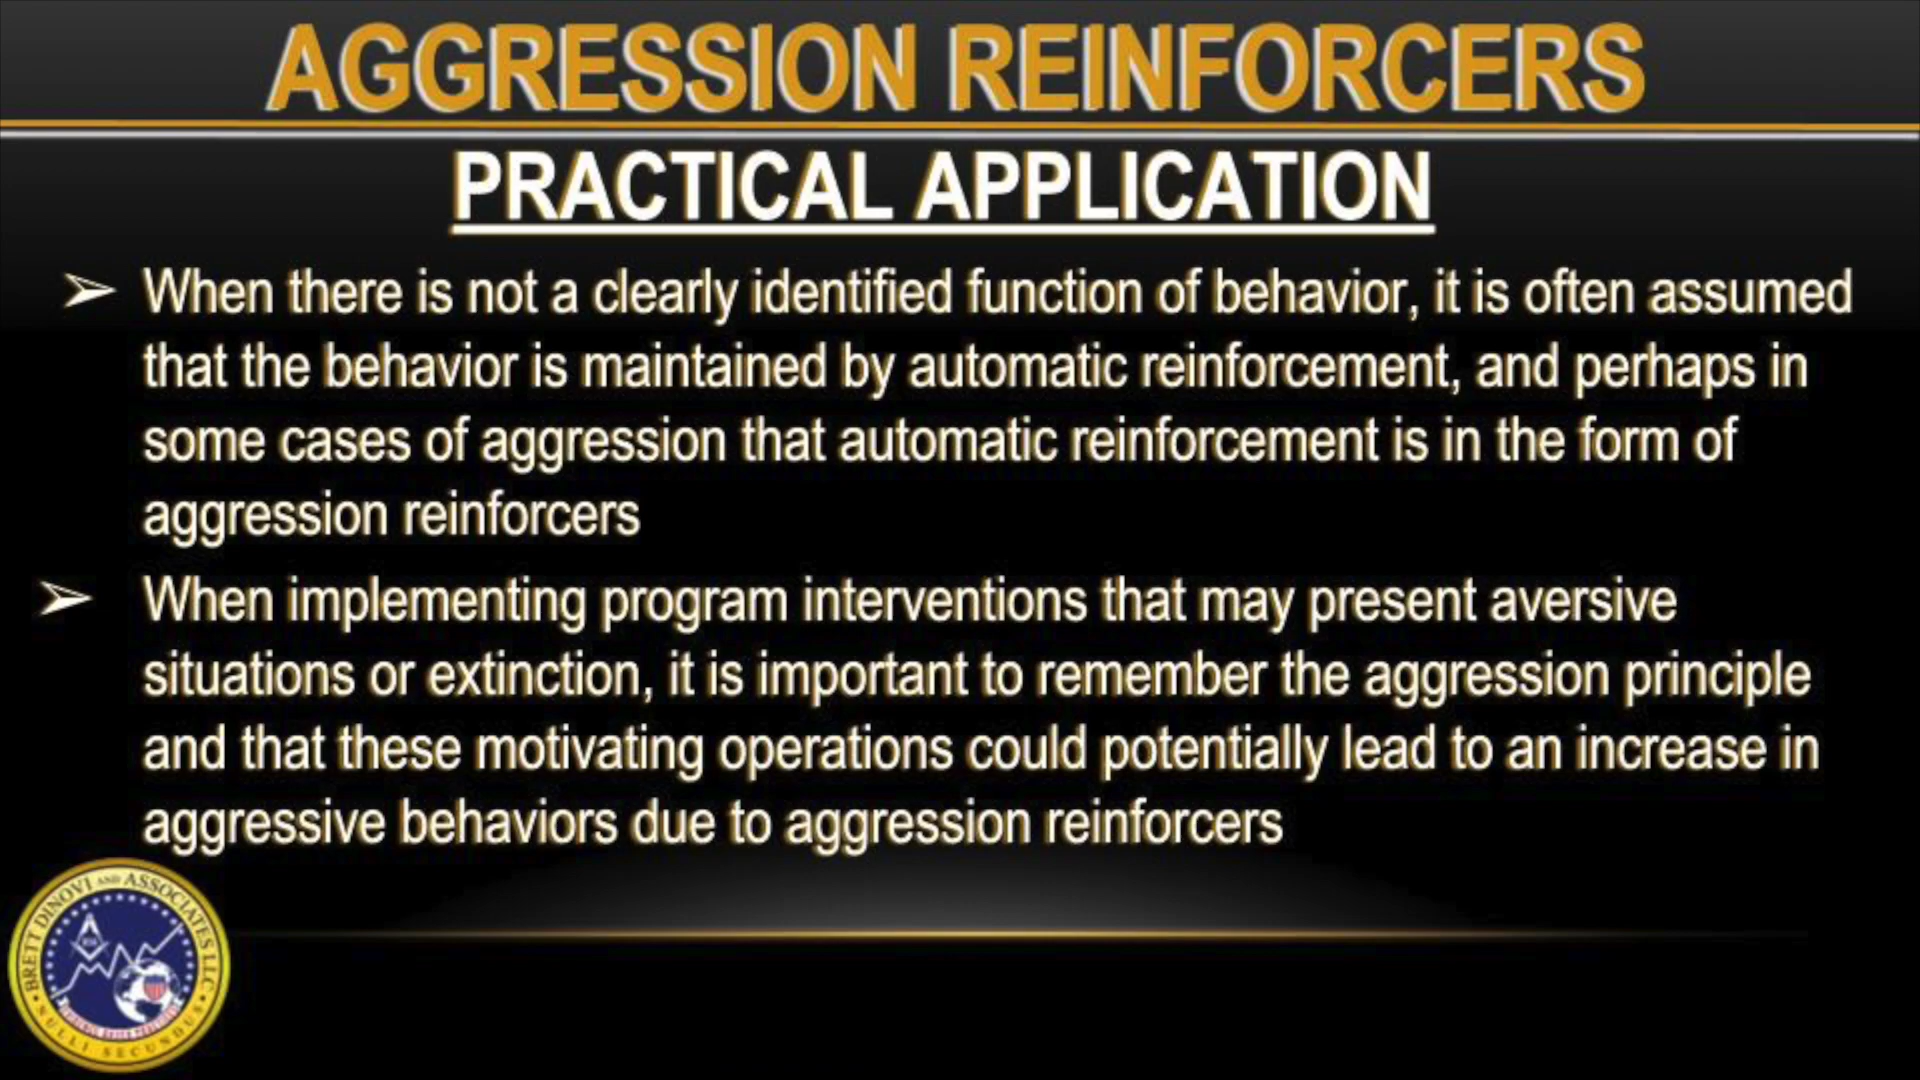 AGGRESSION REINFORCERS
PRACTICAL APPLICATION
➢ When there is not a clearly identified function of behavior, it is often assumed
that the behavior is maintained by automatic reinforcement, and perhaps in
some cases of aggression that automatic reinforcement is in the form of
aggression reinforcers
➢ When implementing program interventions that may present aversive
situations or extinction, it is important to remember the aggression principle
and that these motivating operations could potentially lead to an increase in
aggressive behaviors due to aggression reinforcers
BRETT DINOVI AND ASSOCIATES LLC
NULLI SECUNDUS